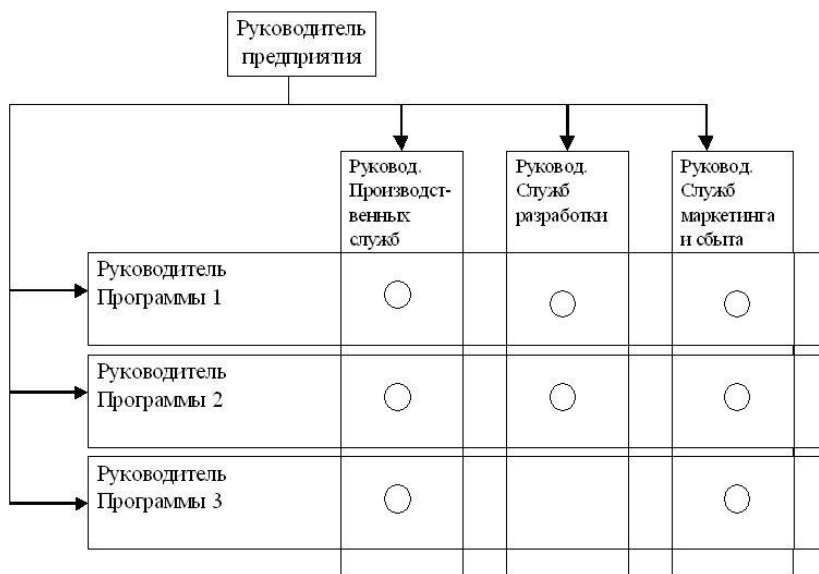 Руководитель
предприятия
Руковод.
Производст-
венных
служб
Руковод.
Служб
разработки
Руковод.
Служб
маркетинга
и сбыта
Руководитель
Программы 1
Руководитель
Программы 2
Руководитель
Программы 3